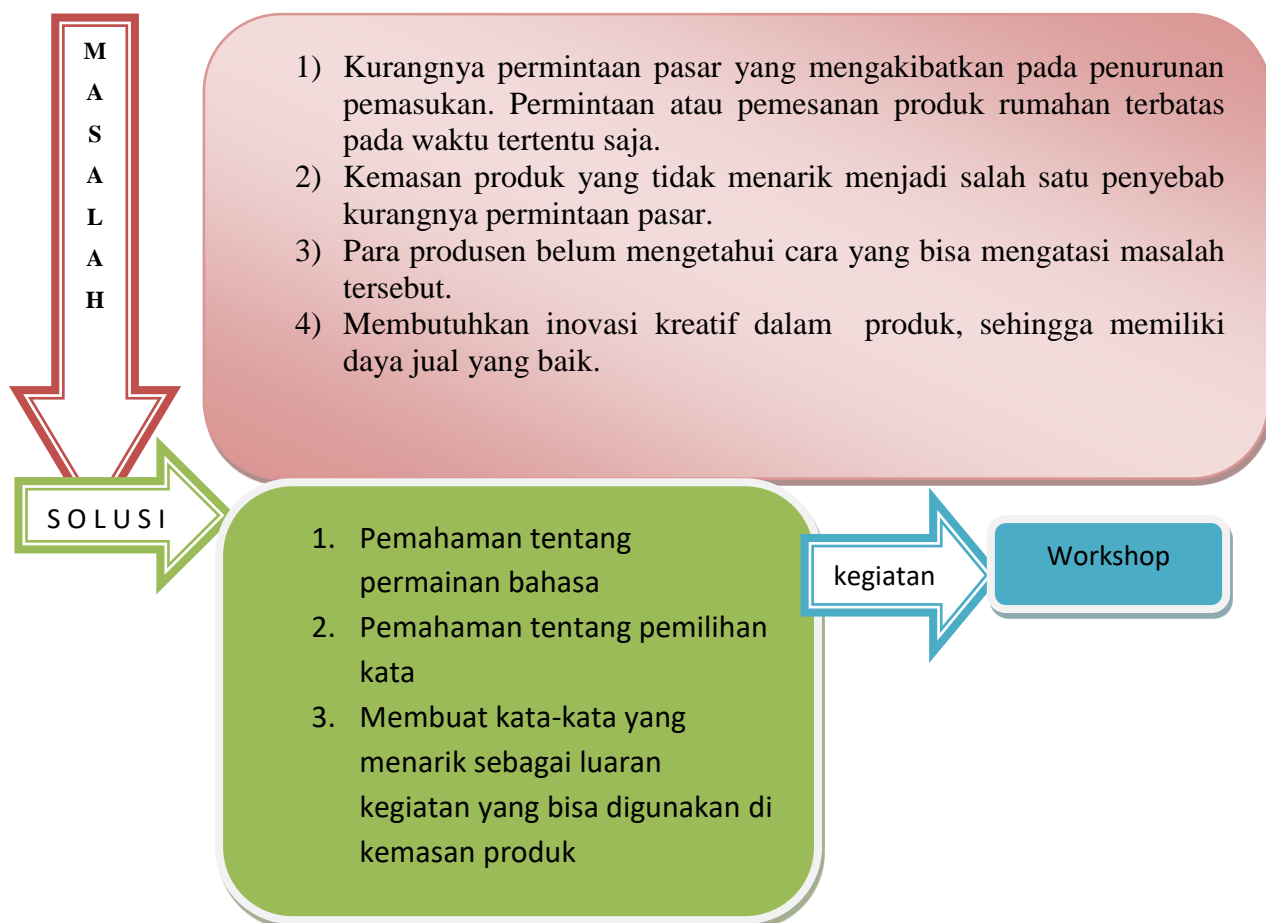 M
A
S
A
L
A
H
1) Kurangnya permintaan pasar yang mengakibatkan pada penurunan
pemasukan. Permintaan atau pemesanan produk rumahan terbatas
pada waktu tertentu saja.
2) Kemasan produk yang tidak menarik menjadi salah satu penyebab
kurangnya permintaan pasar.
3) Para produsen belum mengetahui cara yang bisa mengatasi masalah
tersebut.
4) Membutuhkan inovasi kreatif dalam  produk, sehingga memiliki
daya jual yang baik.
S O L U S I
1. Pemahaman tentang
permainan bahasa
2. Pemahaman tentang pemilihan
kata
3. Membuat kata-kata yang
menarik sebagai luaran
kegiatan yang bisa digunakan di
kemasan produk
kegiatan
Workshop